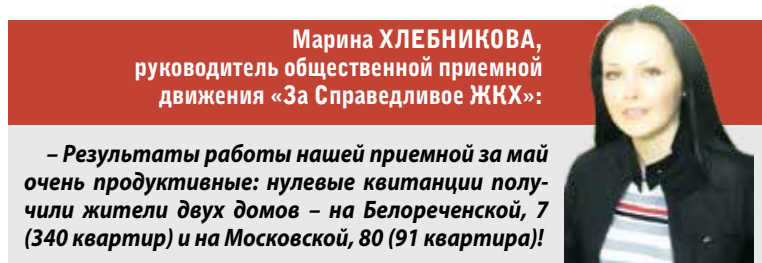 Марина ХЛЕБНИКОВА,
руководитель общественной приемной
движения «За Справедливое ЖКХ»:
– Результаты работы нашей приемной за май
очень продуктивные: нулевые квитанции полу-
чили жители двух домов – на Белореченской, 7
(340 квартир) и на Московской, 80 (91 квартира)!